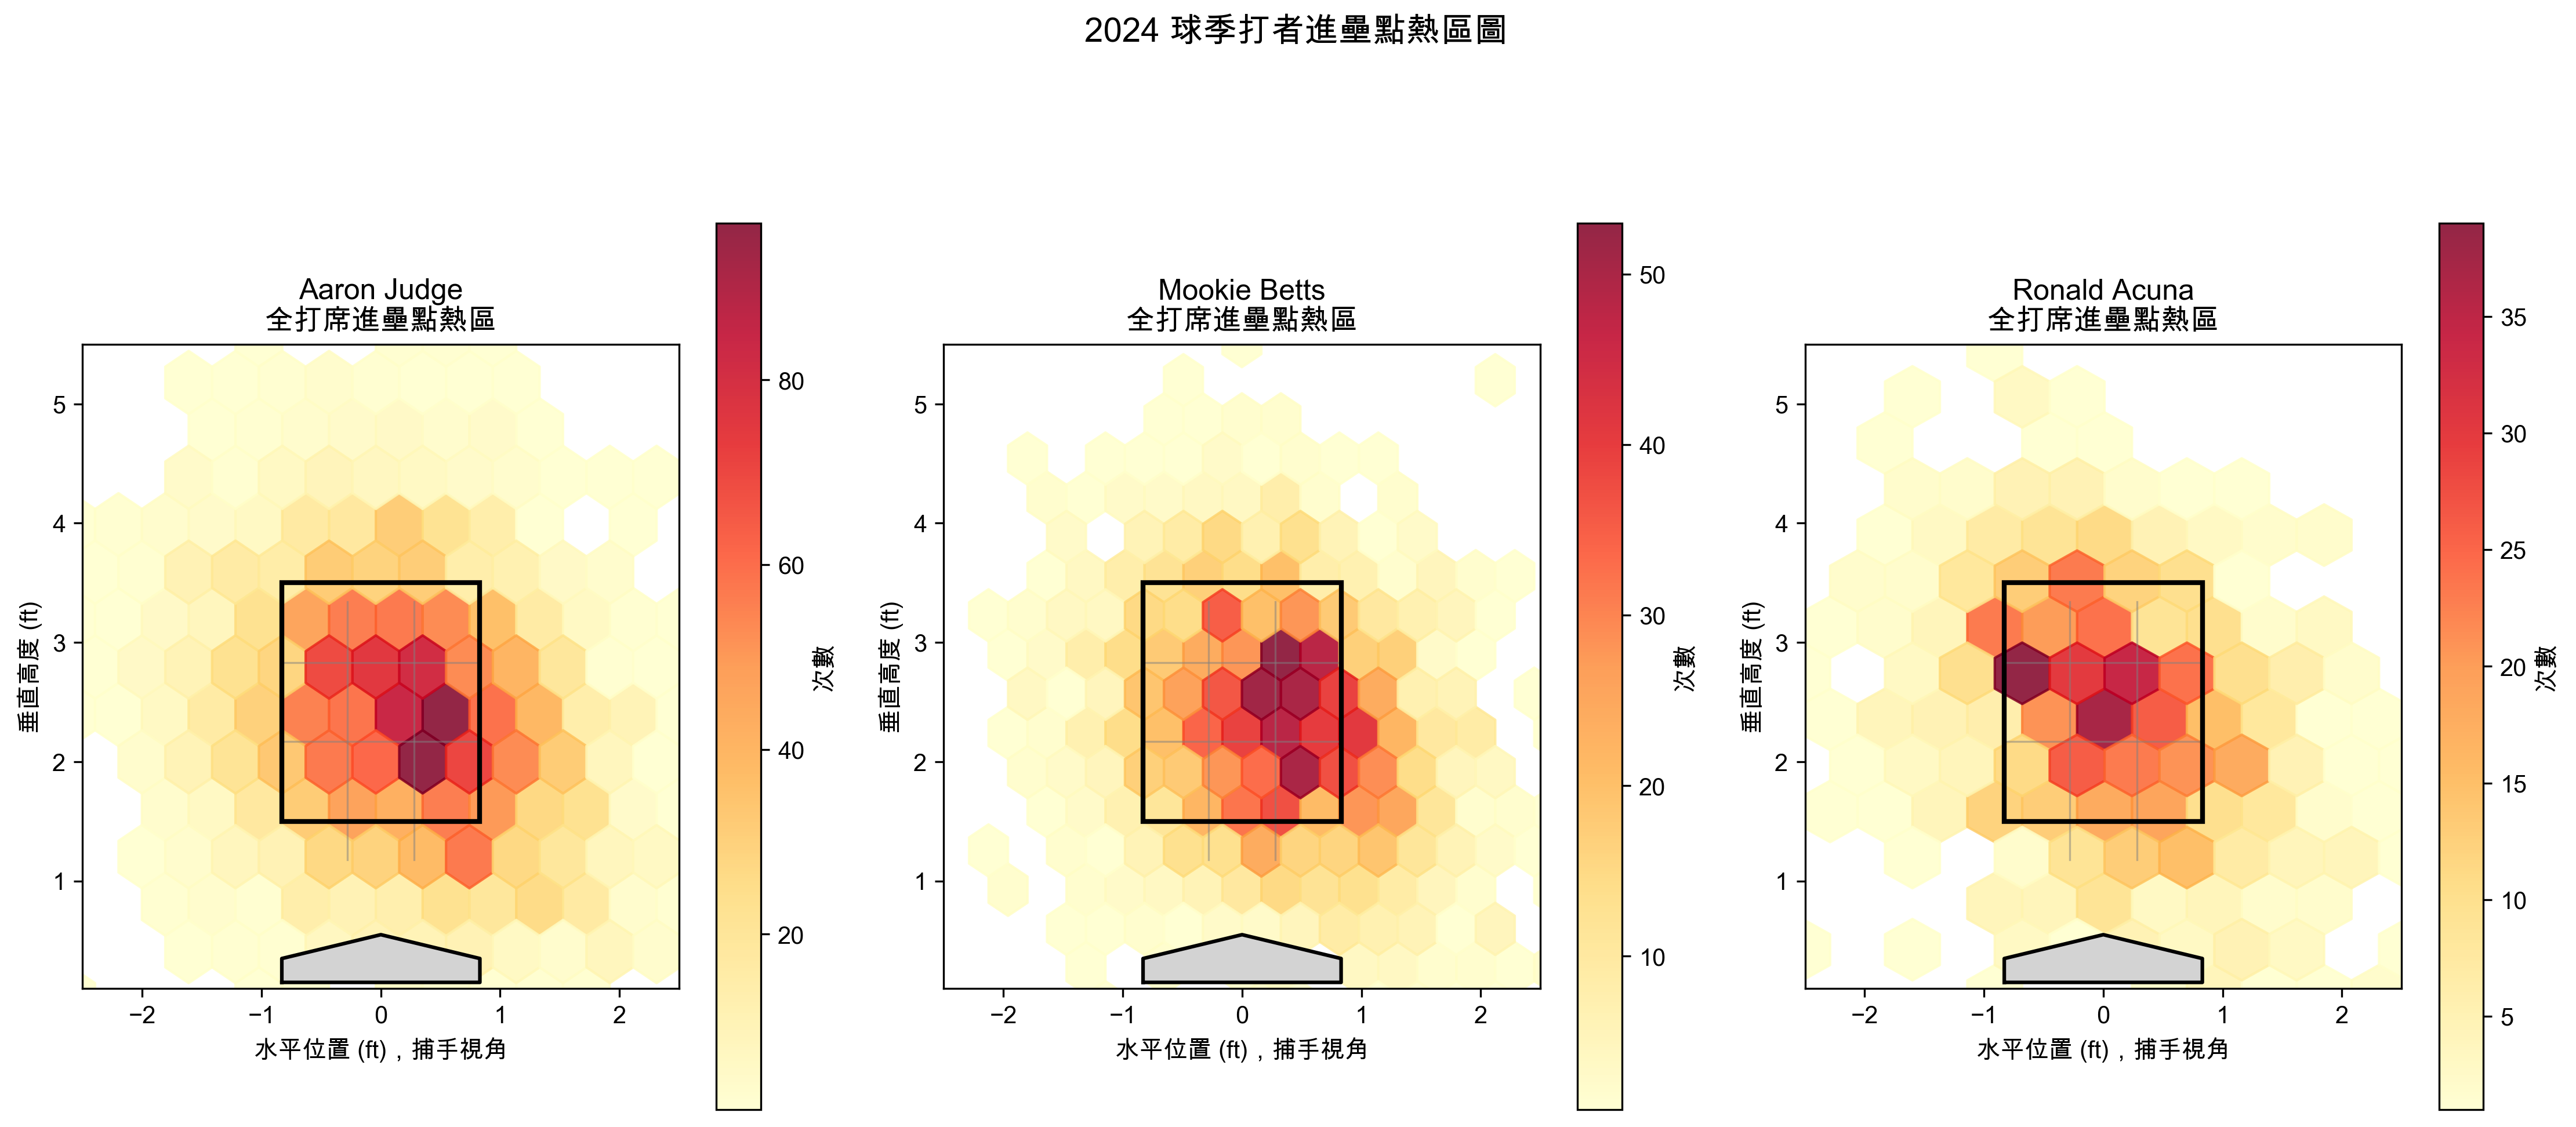 2024 球季打者進壘點熱區圖
Aaron Judge
全打席進壘點熱區
垂直高度 (ft)
5
4
3
2
1
−2
−1
0
1
2
水平位置 (ft)，捕手視角
80
60
40
20
次數
Mookie Betts
全打席進壘點熱區
垂直高度 (ft)
5
4
3
2
1
−2
−1
0
1
2
水平位置 (ft)，捕手視角
50
40
30
20
10
次數
Ronald Acuna
全打席進壘點熱區
垂直高度 (ft)
5
4
3
2
1
−2
−1
0
1
2
水平位置 (ft)，捕手視角
35
30
25
20
15
10
5
次數